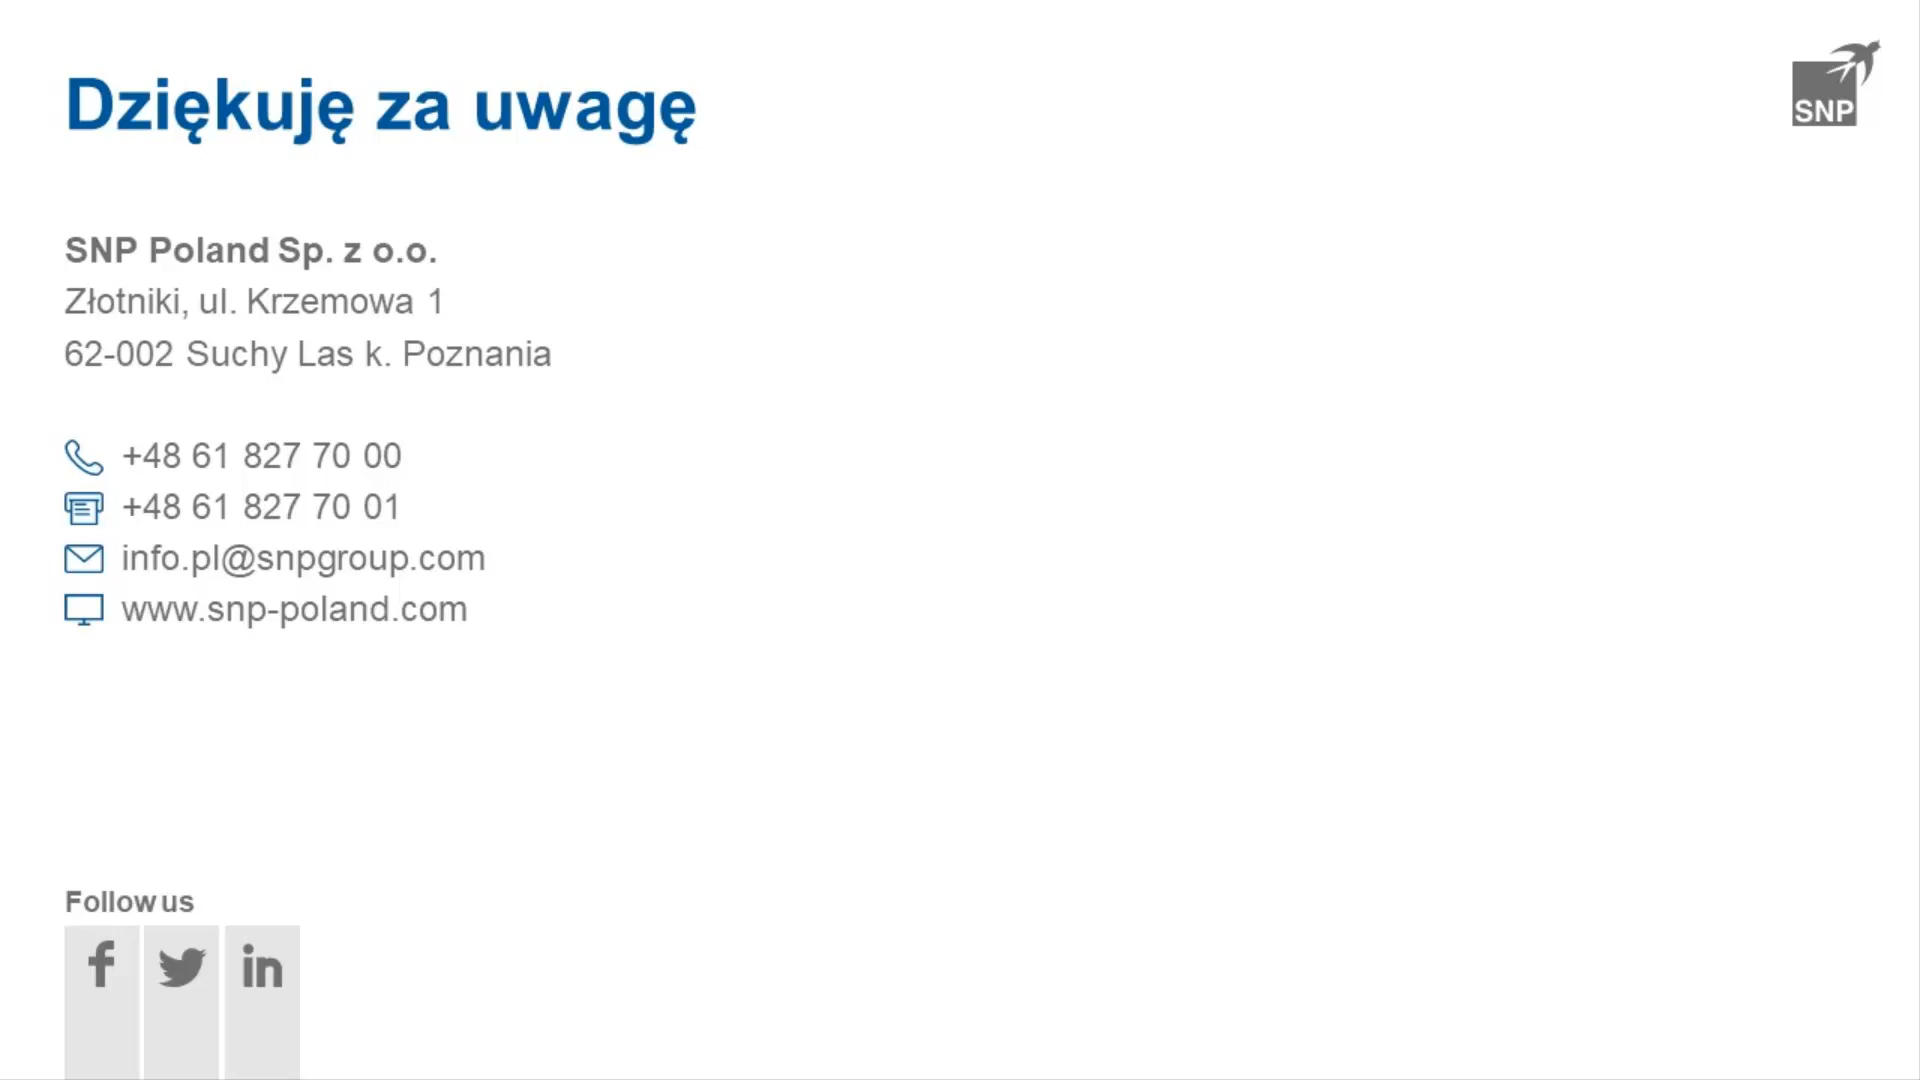 Dziękuję za uwagę
SNP
SNP Poland Sp. z o.o.
Złotniki, ul. Krzemowa 1
62-002 Suchy Las k. Poznania
+48 61 827 70 00
+48 61 827 70 01
info.pl@snpgroup.com
www.snp-poland.com
Follow us
f
in